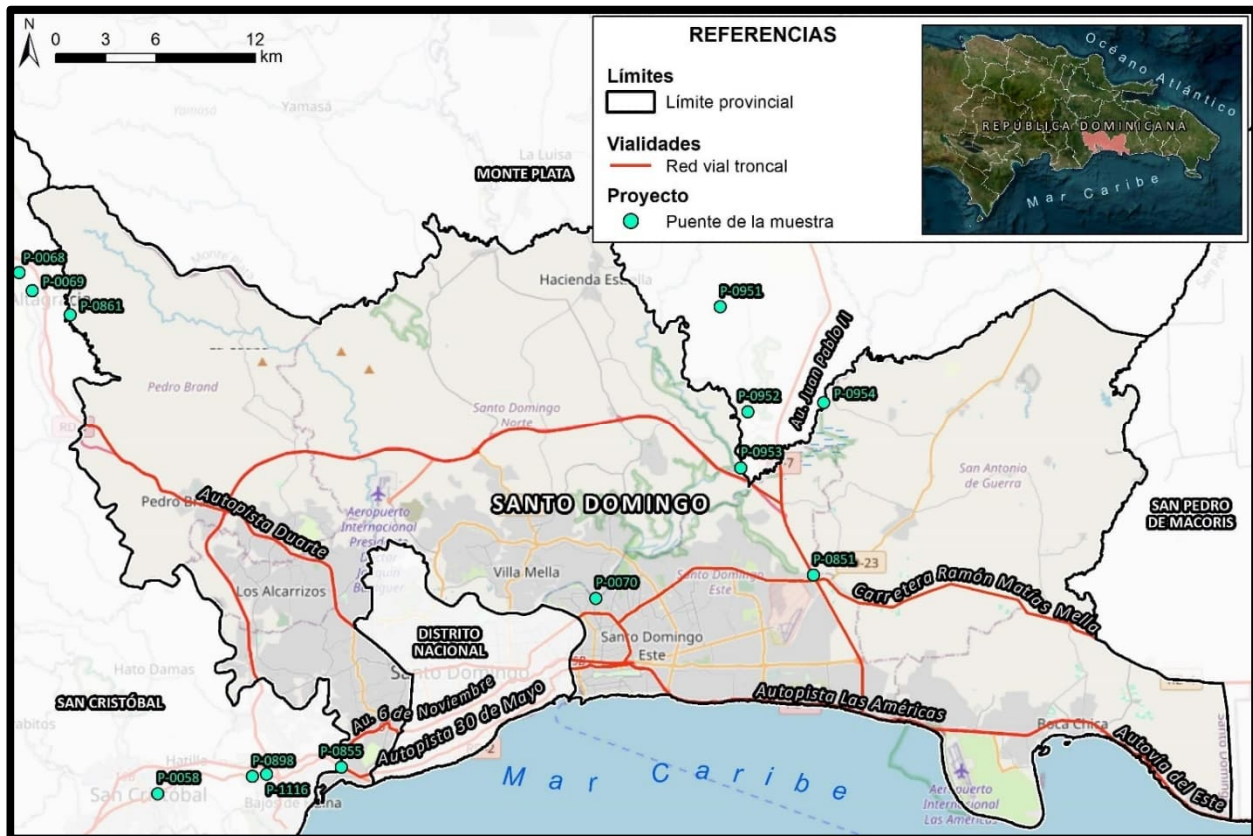 N
0 3 6 12
km
REFERENCIAS
Límites
Límite provincial
Vialidades
Red vial troncal
Proyecto
Puente de la muestra
Océano Atlántico
REPÚBLICA DOMINICANA
Mar Caribe
Yamasá
La Luisa
MONTE PLATA
Monte Plata
Hacienda Estrella
P-0068
P-0069
Altagracia
P-0861
P-0951
Au. Juan Pablo II
P-0952
P-0954
Pedro Brand
Santo Domingo Norte
P-0953
San Antonio de Guerra
SAN PEDRO DE MACORIS
Pedro Brand
Autopista Duarte
SANTO DOMINGO
Aeropuerto
Internacional
Joaquín
Balaguer
Los Alcarrizos
Villa Mella
P-0070
Santo Domingo Este
P-0851
Carretera Ramón Matías Mella
DISTRITO NACIONAL
Santo Domingo
Santo Domingo Este
Hato Damas
SAN CRISTÓBAL
Au. 6 de Noviembre
Autopista 30 de Mayo
Autopista Las Américas
Boca Chica
Autovia del Este
Hatillo
P-0855
P-0898
P-1116
P-0058
San Cristóbal
Bajos de Haina
Mar Caribe
Aeropuerto
Internacional
Las Américas